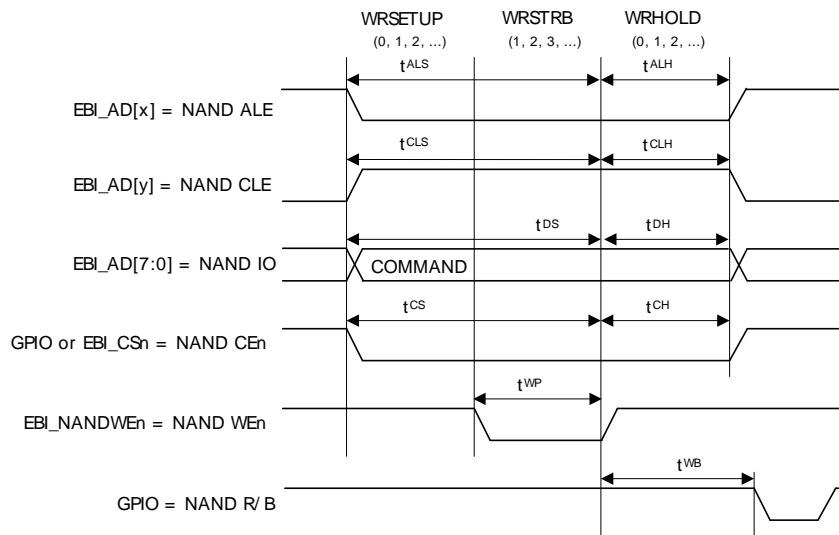 WRSETUP WRSTRB WRHOLD
(0, 1, 2, ...) (1, 2, 3, ...) (0, 1, 2, ...)
tALS tALH
EBI_AD[x] = NAND ALE
tCLS tCLH
EBI_AD[y] = NAND CLE
tDS tDH
EBI_AD[7:0] = NAND IO COMMAND
tCS tCH
GPIO or EBI_CSn = NAND CEn
tWP
EBI_NANDWEn = NAND WEn
tWB
GPIO = NAND R/B